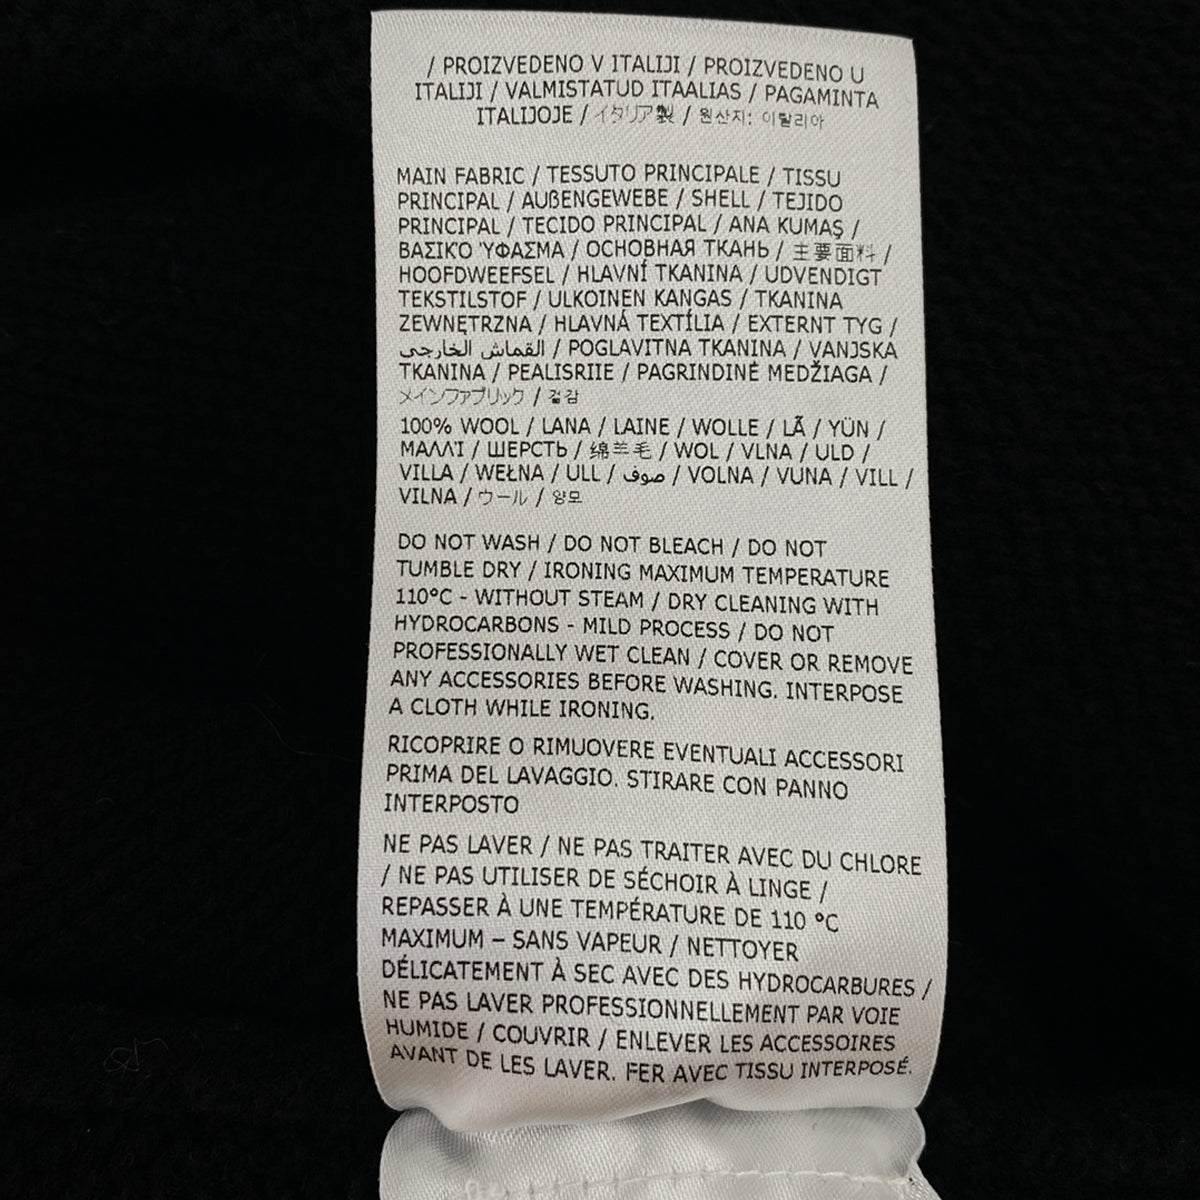 / PROIZVEDENO V ITALIJI / PROIZVEDENO U
ITALIJI / VALMISTATUD ITAALIAS / PAGAMINTA
ITALIJOJE / イタリア製 / 원산지: 이탈리아
MAIN FABRIC / TESSUTO PRINCIPALE / TISSU
PRINCIPAL / AUßENGEWEBE / SHELL / TEJIDO
PRINCIPAL / TECIDO PRINCIPAL / ANA KUMAŞ /
ΒΑΣΙΚΌ ΎΦΑΣΜΑ / ОСНОВНАЯ ТКАНЬ / 主要面料 /
HOOFDWEEFSEL / HLAVNÍ TKANINA / UDVENDIGT
TEKSTILSTOF / ULKOINEN KANGAS / TKANINA
ZEWNĘTRZNA / HLAVNÁ TEXTÍLIA / EXTERNT TYG /
القماش الخارجي / POGLAVITNA TKANINA / VANJSKA
TKANINA / PEALISRIIE / PAGRINDINĖ MEDŽIAGA /
メインファブリック / 겉감
100% WOOL / LANA / LAINE / WOLLE / LÃ / YÜN /
ΜΑΛΛΊ / ШЕРСТЬ / 绵羊毛 / WOL / VLNA / ULD /
VILLA / WEŁNA / ULL / صوف / VOLNA / VUNA / VILL /
VILNA / ウール / 양모
DO NOT WASH / DO NOT BLEACH / DO NOT
TUMBLE DRY / IRONING MAXIMUM TEMPERATURE
110°C - WITHOUT STEAM / DRY CLEANING WITH
HYDROCARBONS - MILD PROCESS / DO NOT
PROFESSIONALLY WET CLEAN / COVER OR REMOVE
ANY ACCESSORIES BEFORE WASHING. INTERPOSE
A CLOTH WHILE IRONING.
RICOPRIRE O RIMUOVERE EVENTUALI ACCESSORI
PRIMA DEL LAVAGGIO. STIRARE CON PANNO
INTERPOSTO
NE PAS LAVER / NE PAS TRAITER AVEC DU CHLORE
/ NE PAS UTILISER DE SÉCHOIR À LINGE /
REPASSER À UNE TEMPÉRATURE DE 110 °C
MAXIMUM – SANS VAPEUR / NETTOYER
DÉLICATEMENT À SEC AVEC DES HYDROCARBURES /
NE PAS LAVER PROFESSIONNELLEMENT PAR VOIE
HUMIDE / COUVRIR / ENLEVER LES ACCESSOIRES
AVANT DE LES LAVER. FER AVEC TISSU INTERPOSÉ.